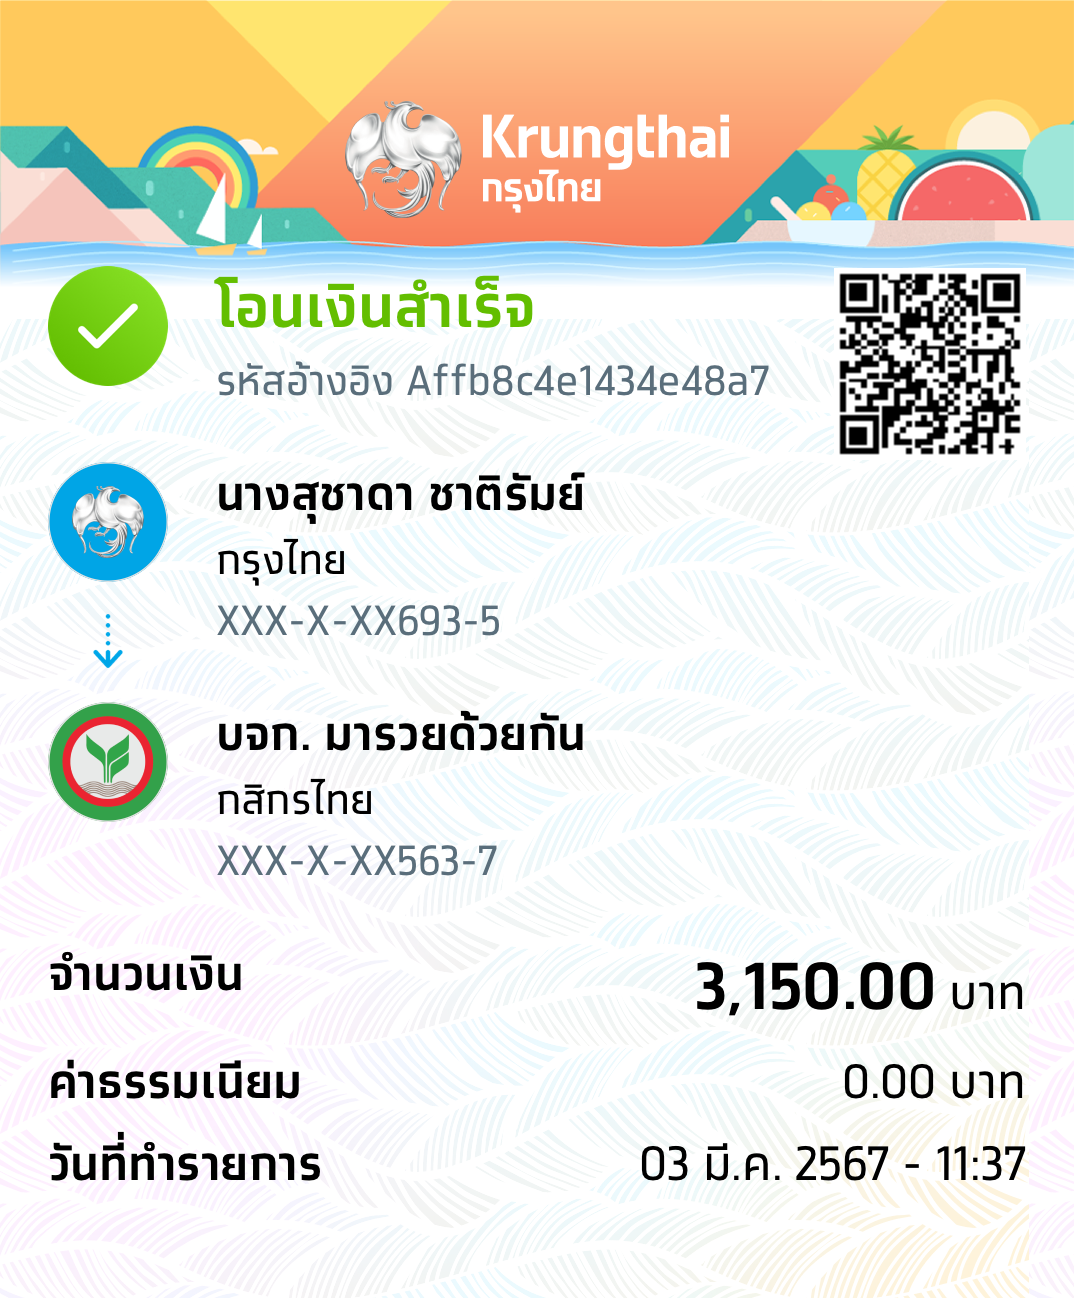 Krungthai
กรุงไทย
โอนเงินสำเร็จ
รหัสอ้างอิง Affb8c4e1434e48a7
นางสุชาดา ชาติรัมย์
กรุงไทย
XXX-X-XX693-5
บจก. มารวยด้วยกัน
กสิกรไทย
XXX-X-XX563-7
จำนวนเงิน 3,150.00 บาท
ค่าธรรมเนียม 0.00 บาท
วันที่ทำรายการ 03 มี.ค. 2567 - 11:37